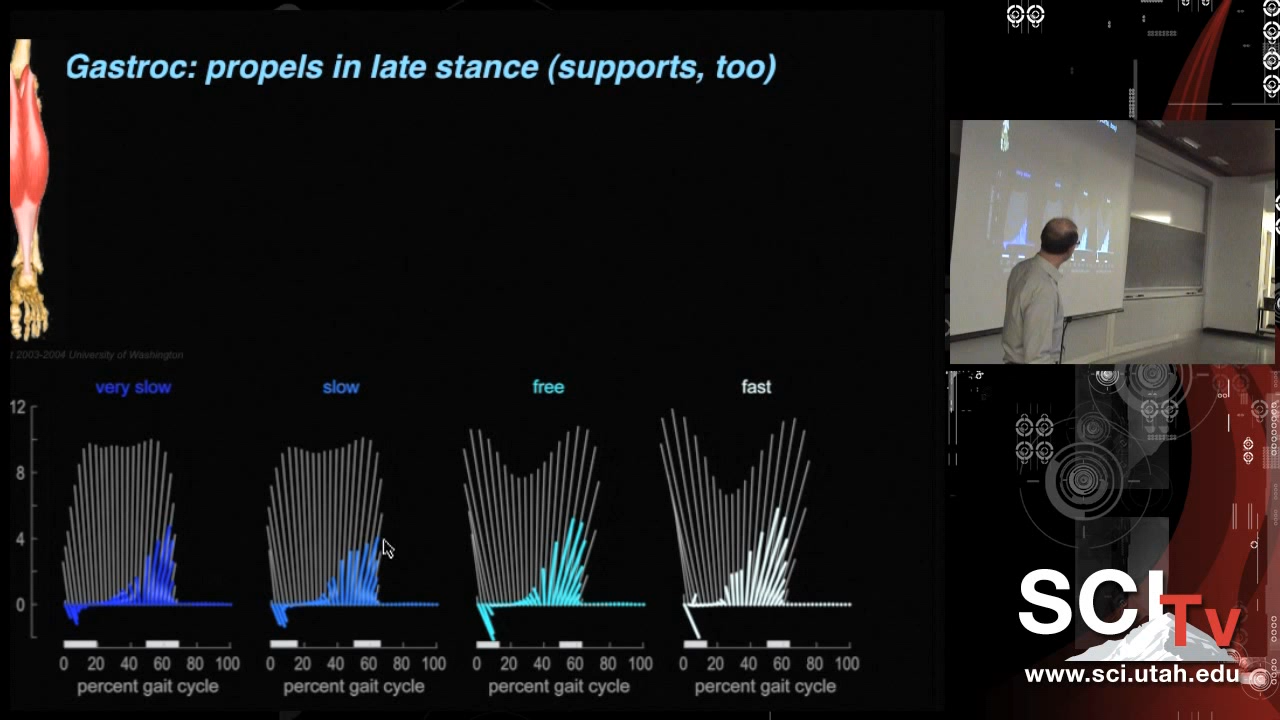 Gastroc: propels in late stance (supports, too)
t 2003-2004 University of Washington
very slow slow free fast
12
8
4
0
0 20 40 60 80 100 0 20 40 60 80 100 0 20 40 60 80 100 0 20 40 60 80 100
percent gait cycle percent gait cycle percent gait cycle percent gait cycle
SCI Tv
www.sci.utah.edu